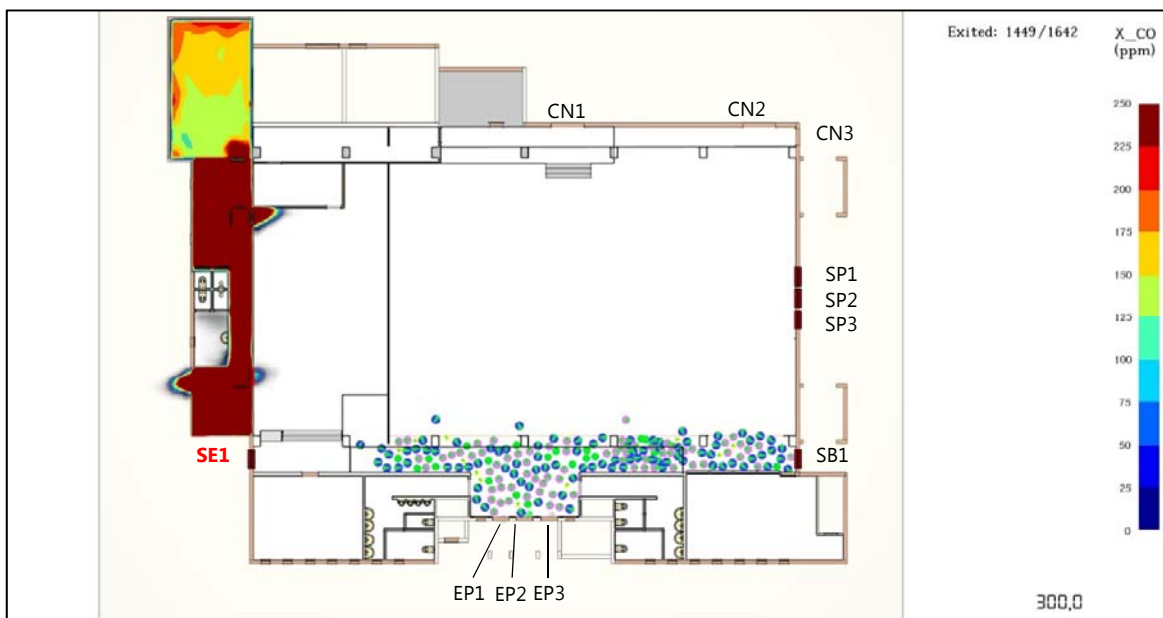 Exited: 1449/1642
X_CO
(ppm)
250
225
200
175
150
125
100
75
50
25
0
CN1
CN2
CN3
SP1
SP2
SP3
SE1
SB1
EP1 EP2 EP3
300,0